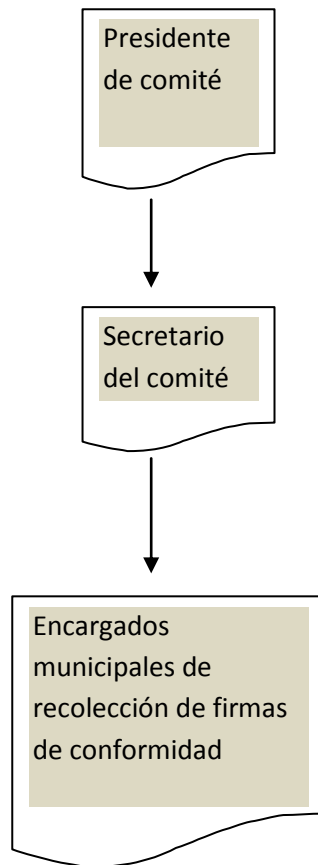 Presidente
de comité
Secretario
del comité
Encargados
municipales de
recolección de firmas
de conformidad